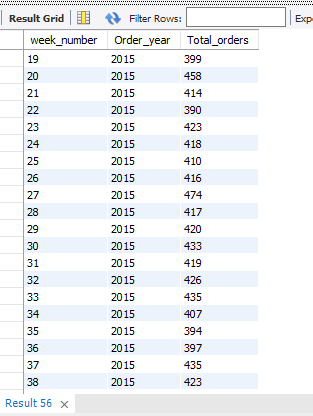 Result Grid Filter Rows: Expo
week_number Order_year Total_orders
19 2015 399
20 2015 458
21 2015 414
22 2015 390
23 2015 423
24 2015 418
25 2015 410
26 2015 416
27 2015 474
28 2015 417
29 2015 420
30 2015 433
31 2015 419
32 2015 426
33 2015 435
34 2015 407
35 2015 394
36 2015 397
37 2015 435
38 2015 423
Result 56